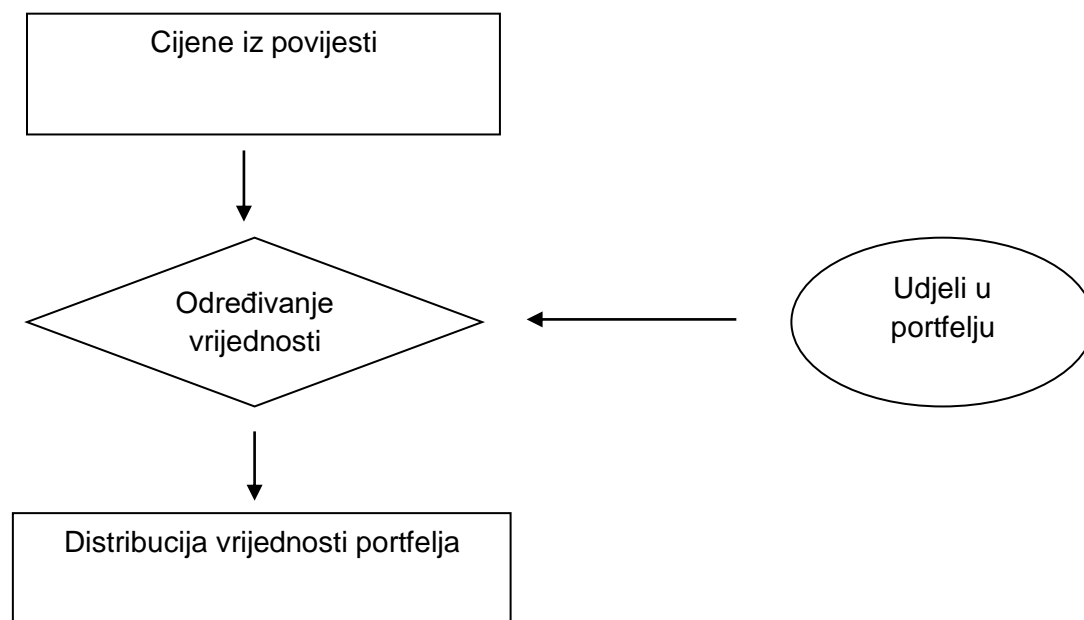 Cijene iz povijesti
Određivanje
vrijednosti
Udjeli u
portfelju
Distribucija vrijednosti portfelja